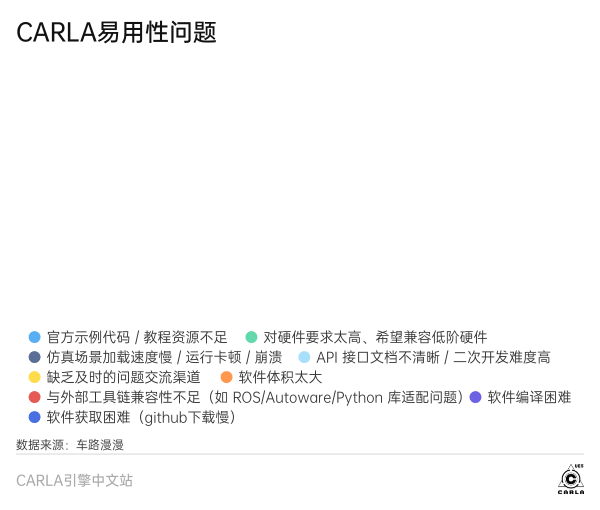 CARLA易用性问题
官方示例代码 / 教程资源不足 对硬件要求太高、希望兼容低阶硬件
仿真场景加载速度慢 / 运行卡顿 / 崩溃 API 接口文档不清晰 / 二次开发难度高
缺乏及时的问题交流渠道 软件体积太大
与外部工具链兼容性不足（如 ROS/Autoware/Python 库适配问题） 软件编译困难
软件获取困难（github下载慢）
数据来源：车路漫漫
CARLA引擎中文站
UE5
CARLA